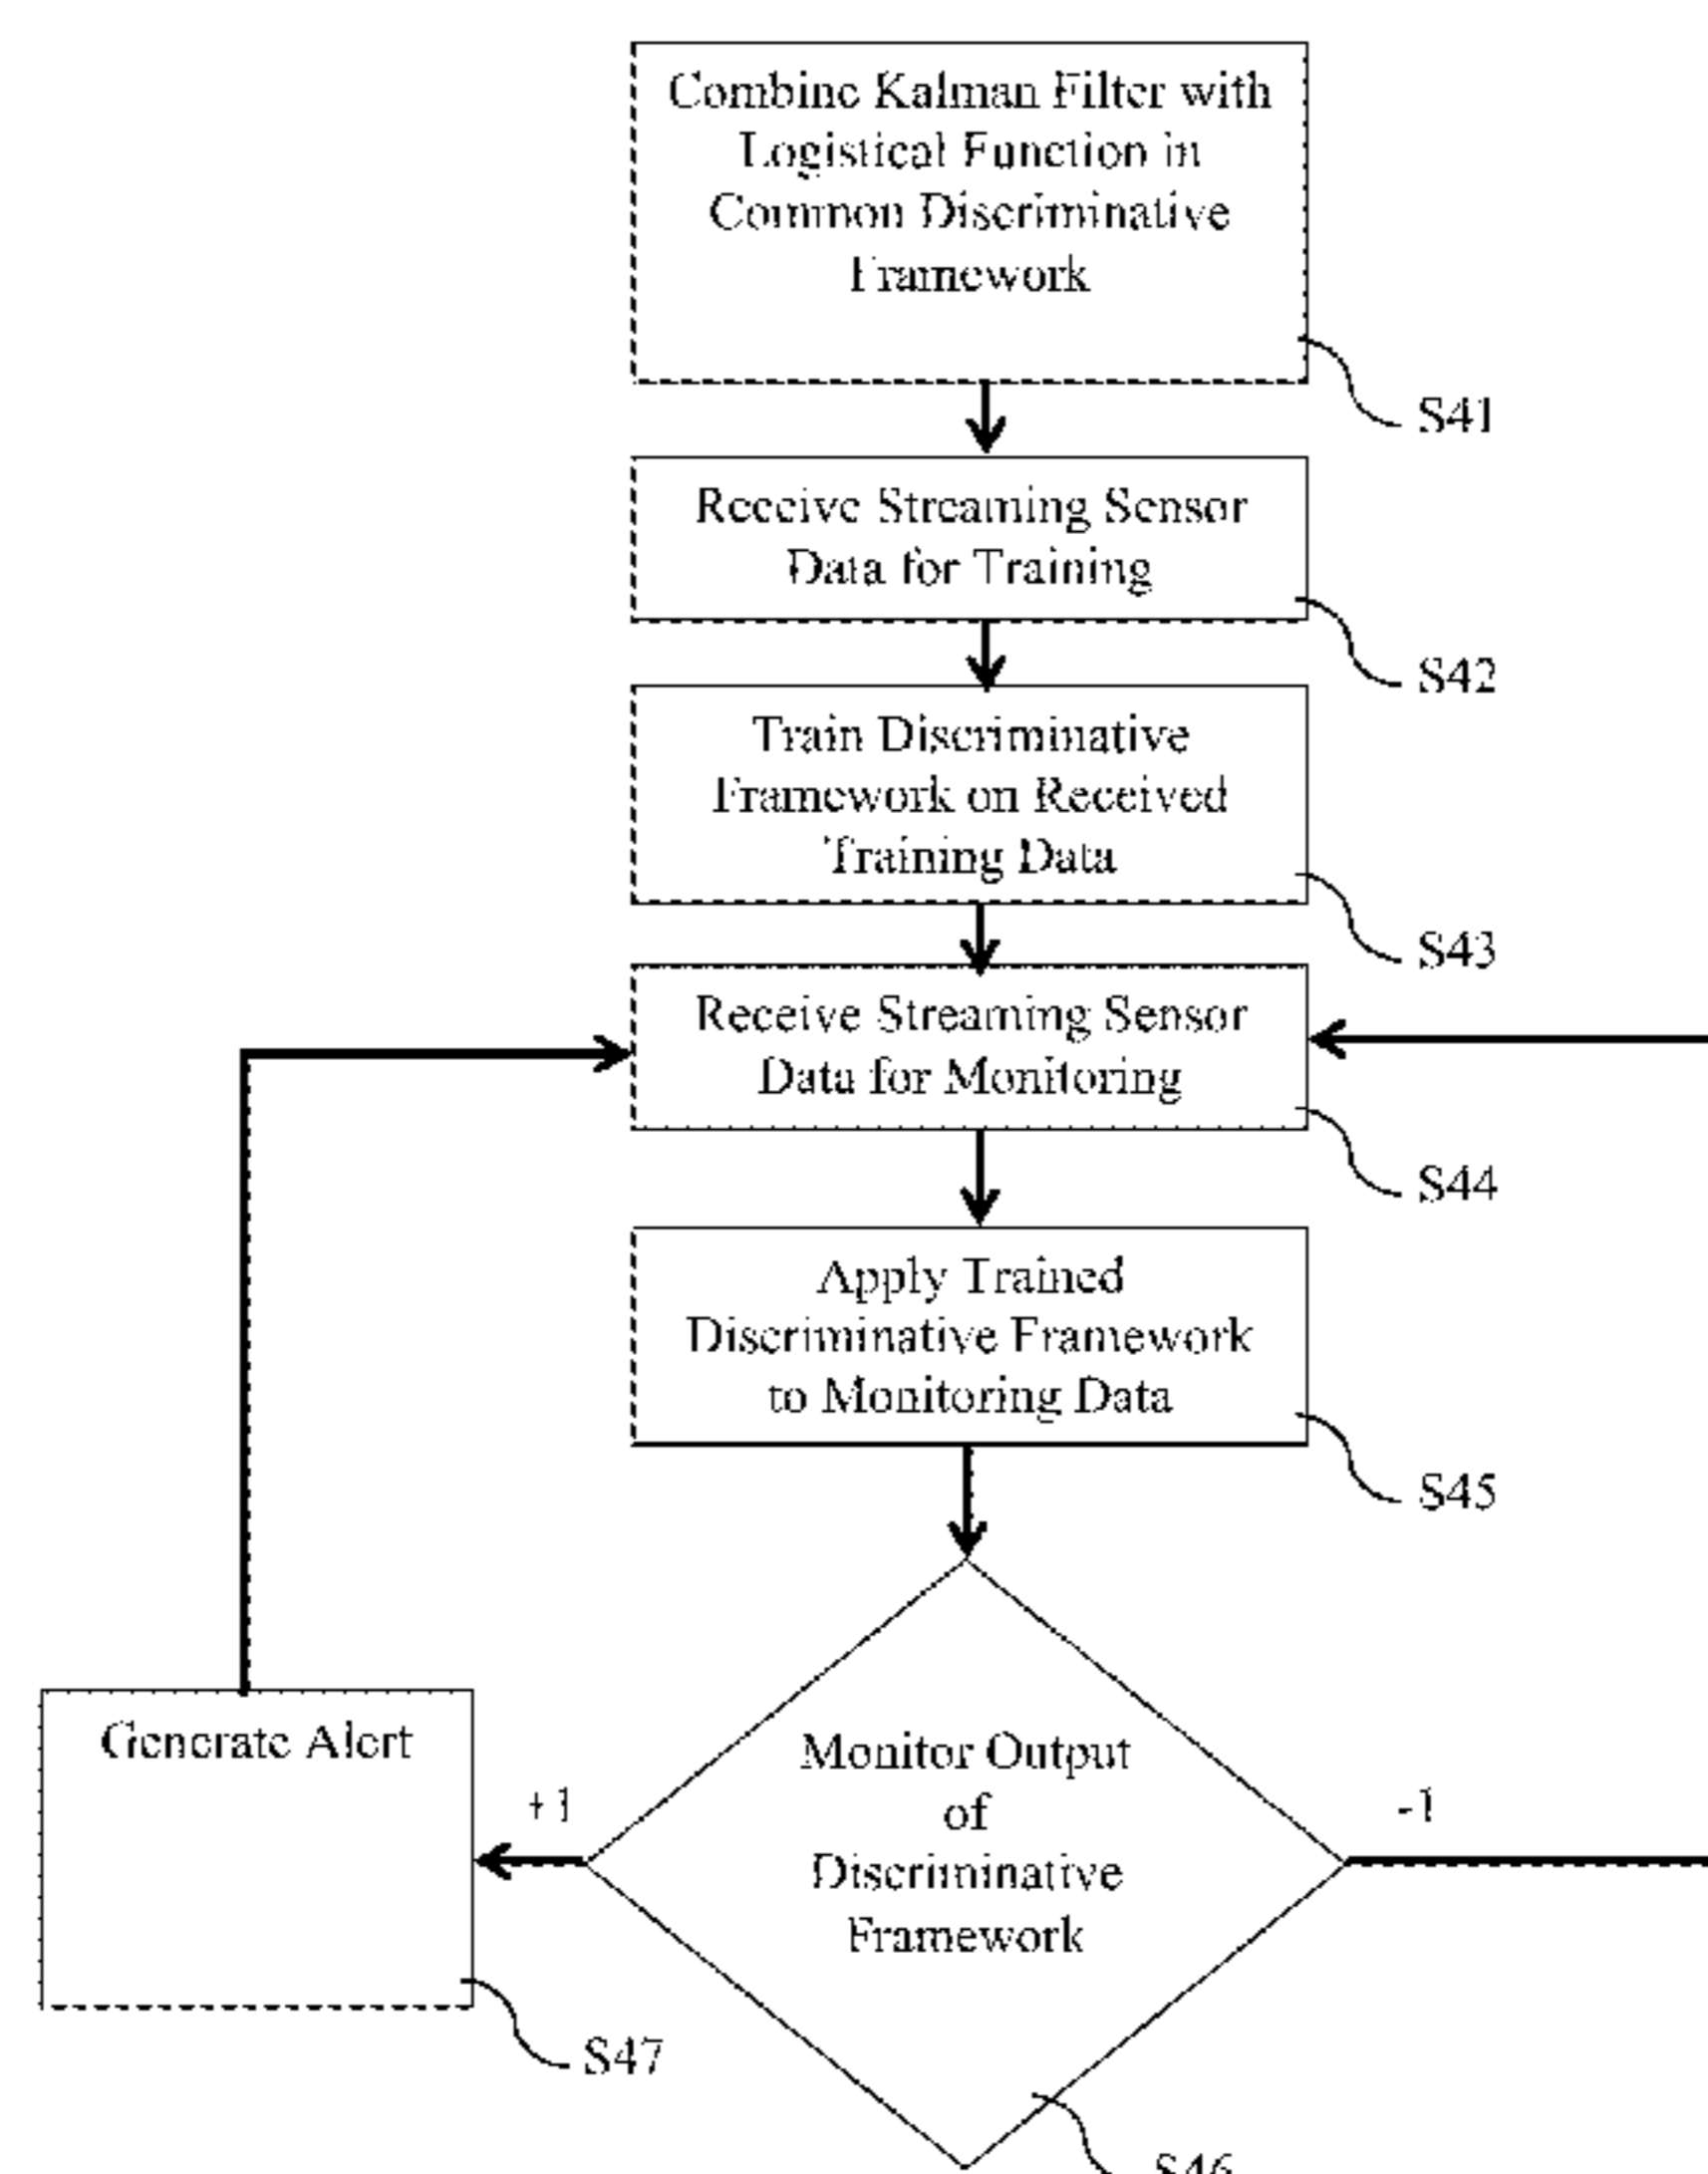 Combine Kalman Filter with
Logistical Function in
Common Discriminative
Framework
S41
Receive Streaming Sensor
Data for Training
S42
Train Discriminative
Framework on Received
Training Data
S43
Receive Streaming Sensor
Data for Monitoring
S44
Apply Trained
Discriminative Framework
to Monitoring Data
S45
Generate Alert
+1
Monitor Output
of
Discriminative
Framework
-1
S47
S46